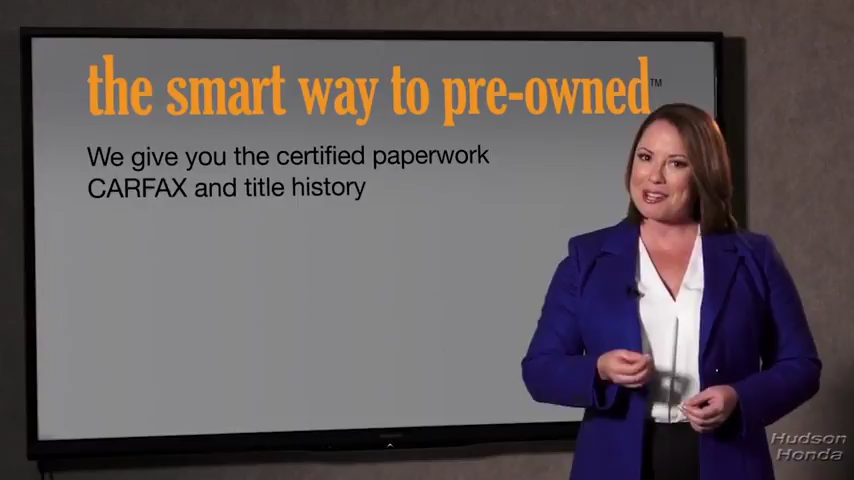 the smart way to pre-owned™
We give you the certified paperwork
CARFAX and title history
Hudson
Honda